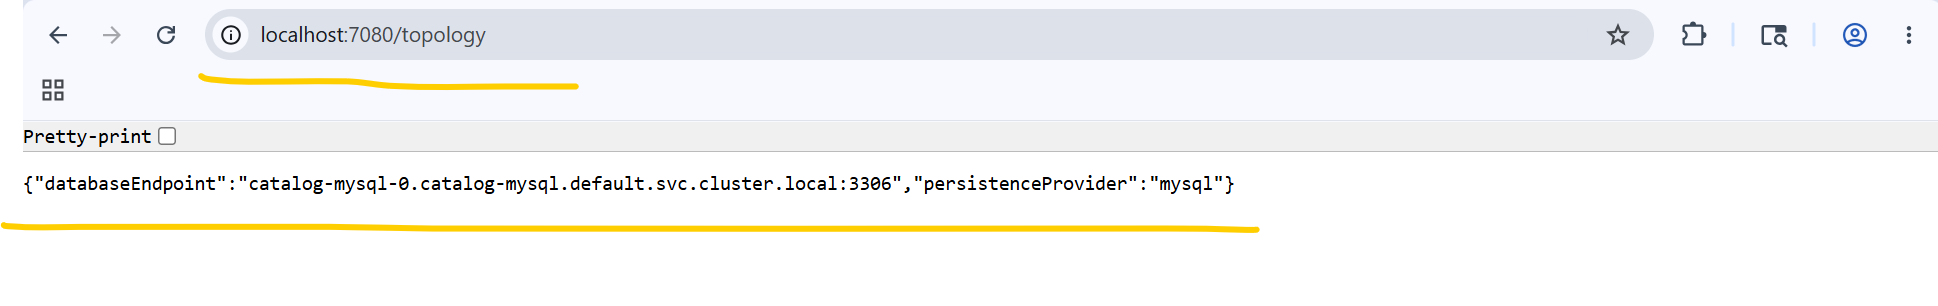 localhost:7080/topology
Pretty-print
{"databaseEndpoint":"catalog-mysql-0.catalog-mysql.default.svc.cluster.local:3306","persistenceProvider":"mysql"}